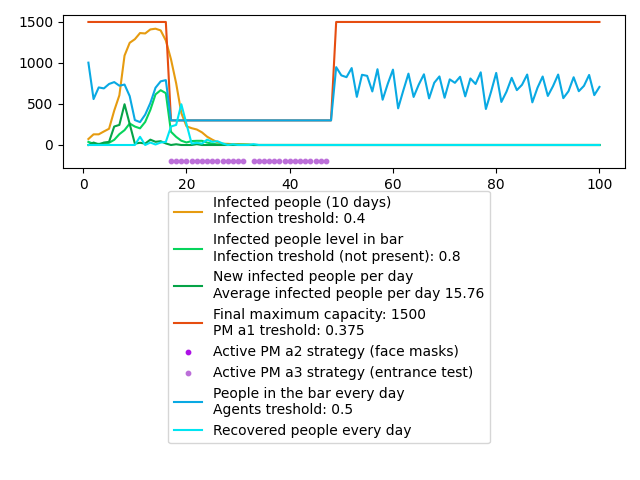 1500
1000
500
0
0
20
40
60
80
100
Infected people (10 days)
Infection treshold: 0.4
Infected people level in bar
Infection treshold (not present): 0.8
New infected people per day
Average infected people per day 15.76
Final maximum capacity: 1500
PM a1 treshold: 0.375
Active PM a2 strategy (face masks)
Active PM a3 strategy (entrance test)
People in the bar every day
Agents treshold: 0.5
Recovered people every day